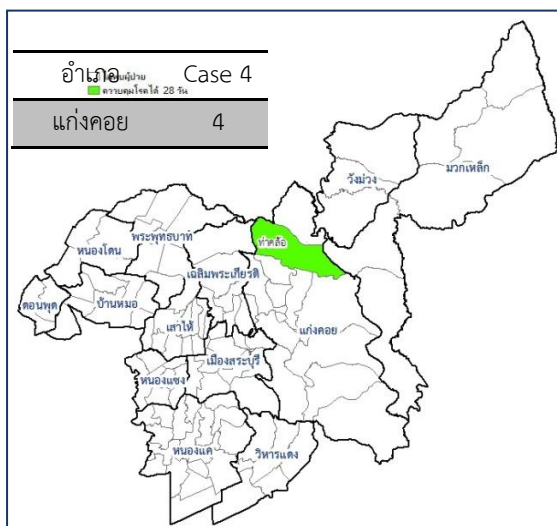 อำเภอ Case 4
ควบคุมโรคได้ 28 วัน
แก่งคอย 4
มวกเหล็ก
วังม่วง
พระพุทธบาท
ท่าคล้อ
หนองโดน
เฉลิมพระเกียรติ
ดอนพุด
บ้านหมอ
เสาไห้
แก่งคอย
เมืองสระบุรี
หนองแซง
หนองแค
วิหารแดง